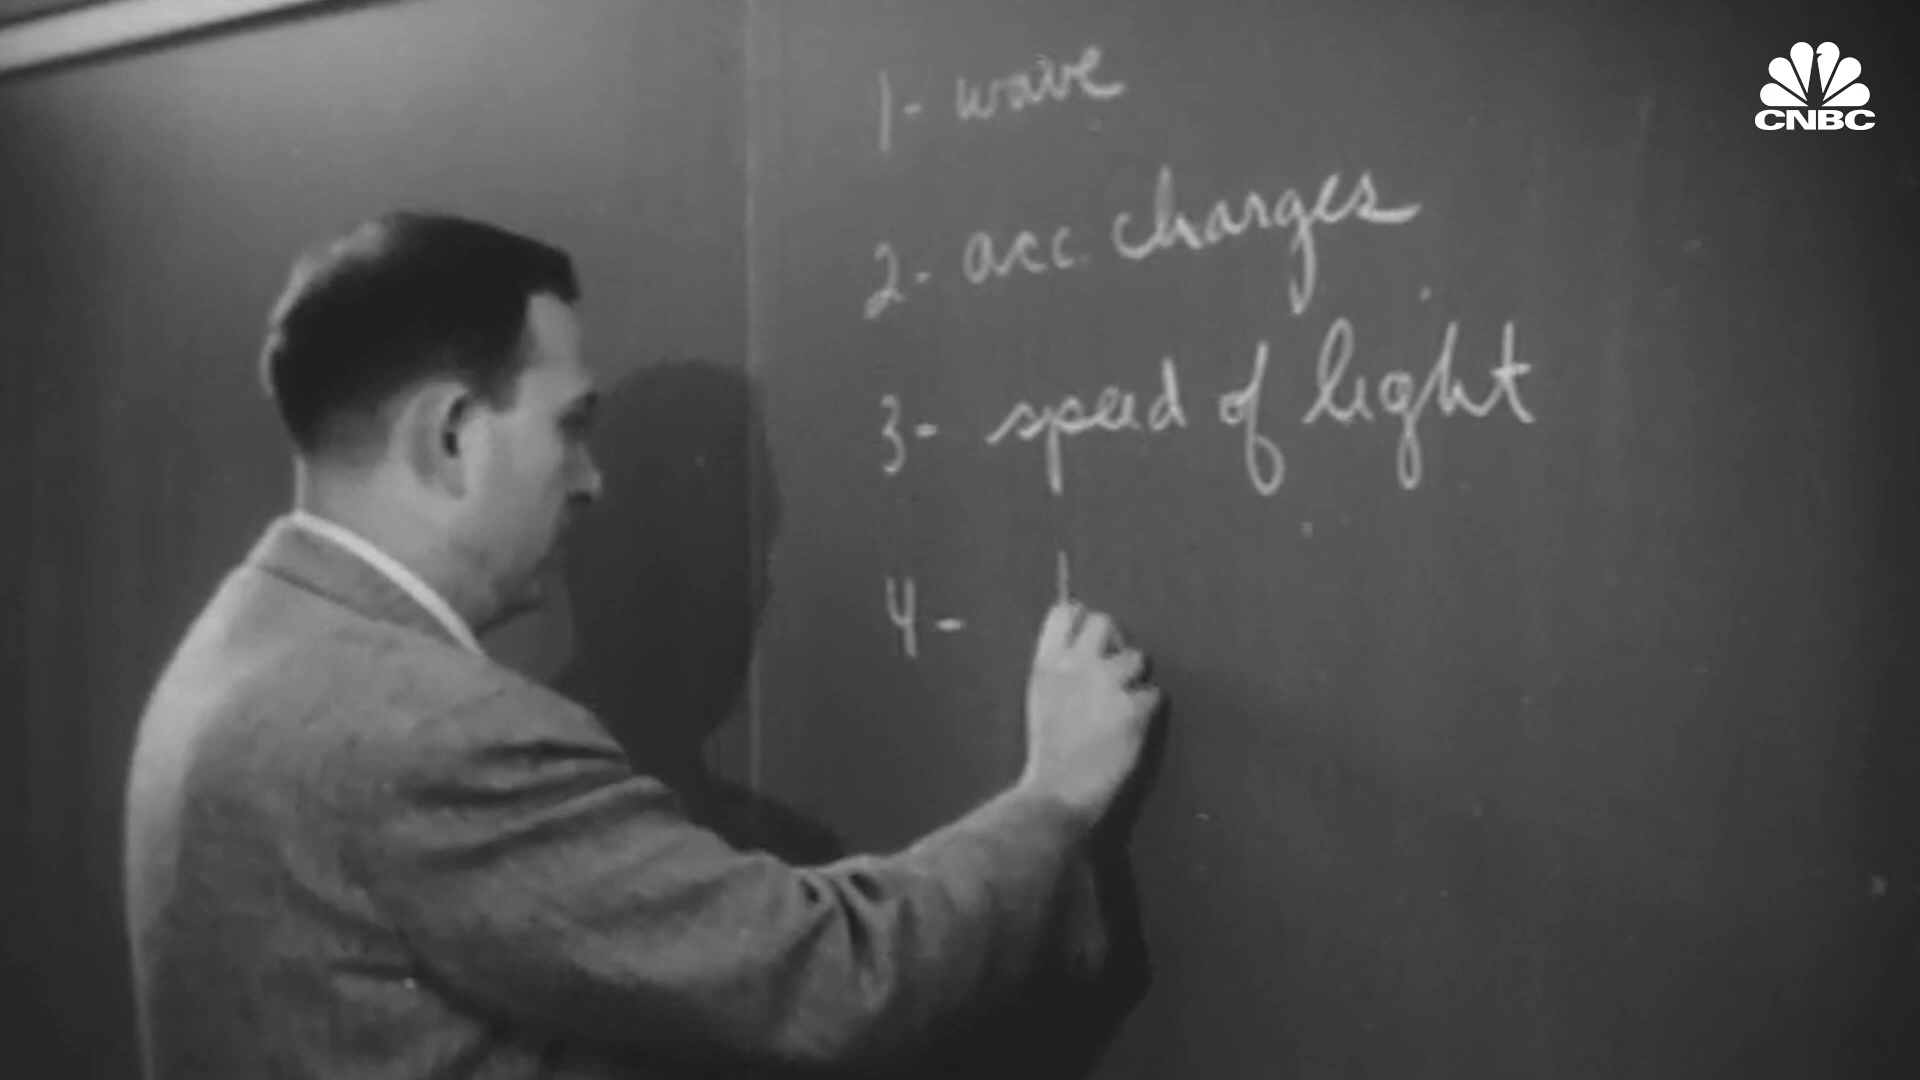 CNBC
1- wave
2- acc. charges
3- speed of light
4-